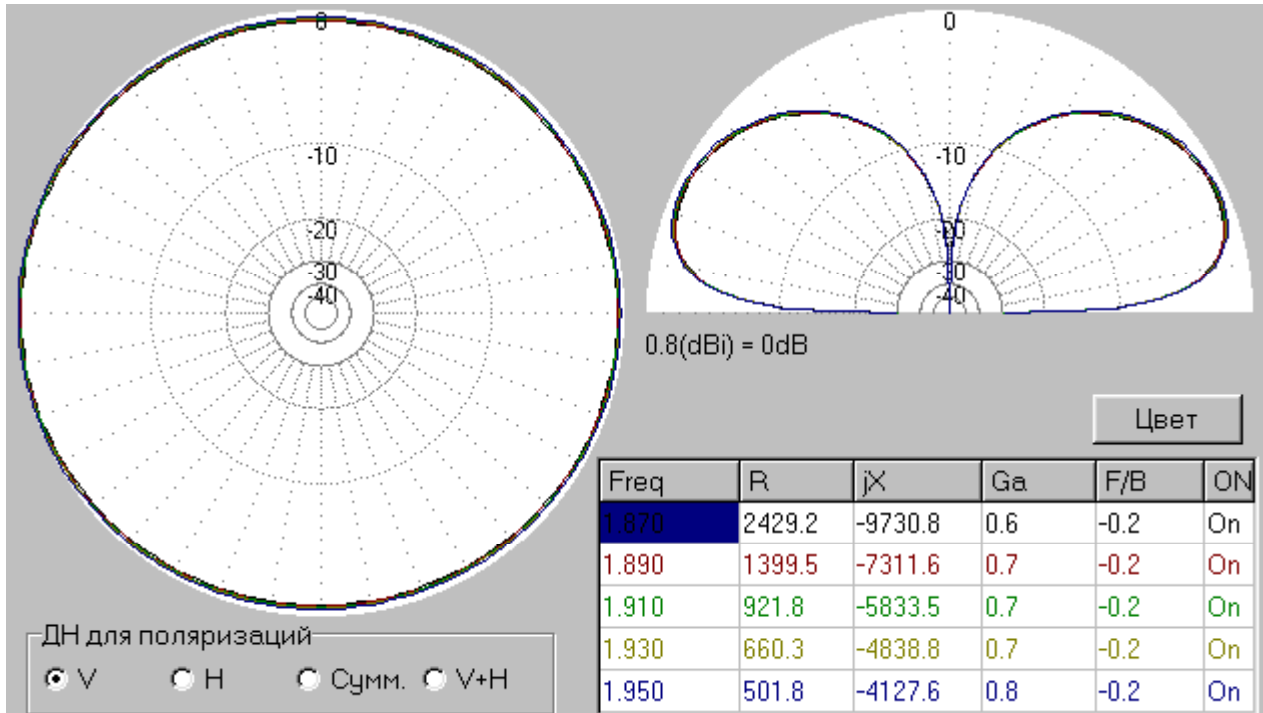 0
-10
-20
-30
-40
0
-10
-20
-30
-40
0.8(dBi) = 0dB
Цвет
Freq R jX Ga F/B ON
1.870 2429.2 -9730.8 0.6 -0.2 On
1.890 1399.5 -7311.6 0.7 -0.2 On
1.910 921.8 -5833.5 0.7 -0.2 On
1.930 660.3 -4838.8 0.7 -0.2 On
1.950 501.8 -4127.6 0.8 -0.2 On
ДН для поляризаций
V H Сумм. V+H